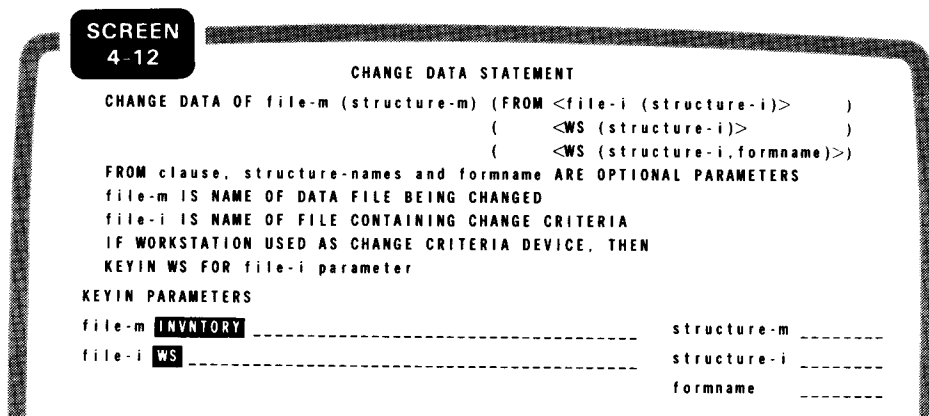 SCREEN
4-12
CHANGE DATA STATEMENT
CHANGE DATA OF file-m (structure-m) (FROM <file-i (structure-i)> )
( <WS (structure-i)> )
( <WS (structure-i,formname)>)
FROM clause, structure-names and formname ARE OPTIONAL PARAMETERS
file-m IS NAME OF DATA FILE BEING CHANGED
file-i IS NAME OF FILE CONTAINING CHANGE CRITERIA
IF WORKSTATION USED AS CHANGE CRITERIA DEVICE, THEN
KEYIN WS FOR file-i parameter
KEYIN PARAMETERS
file-m INVNTORY structure-m
file-i WS structure-i
formname